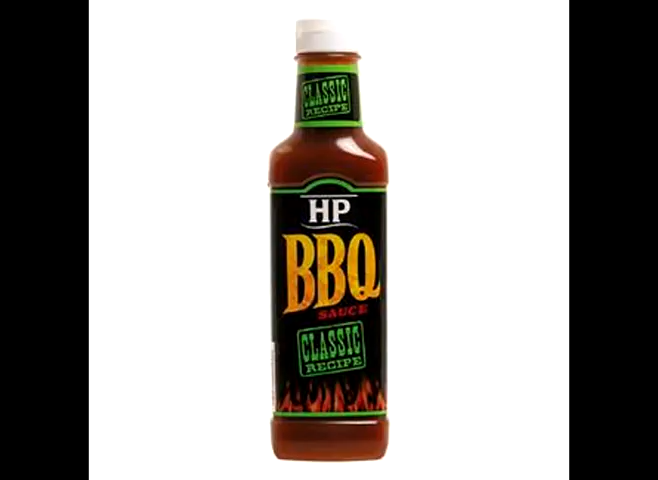 CLASSIC
RECIPE
HP
BBQ
SAUCE
CLASSIC
RECIPE